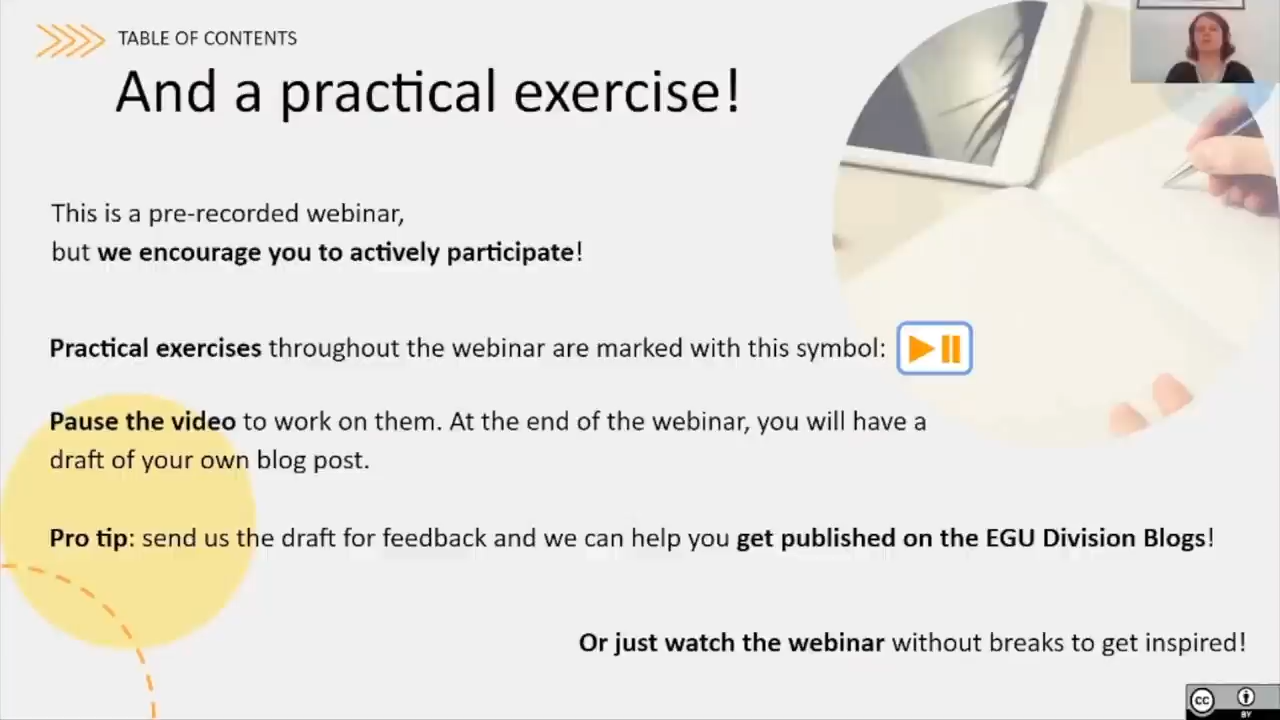 TABLE OF CONTENTS
And a practical exercise!
This is a pre-recorded webinar,
but we encourage you to actively participate!
Practical exercises throughout the webinar are marked with this symbol:
Pause the video to work on them. At the end of the webinar, you will have a
draft of your own blog post.
Pro tip: send us the draft for feedback and we can help you get published on the EGU Division Blogs!
Or just watch the webinar without breaks to get inspired!
cc
BY